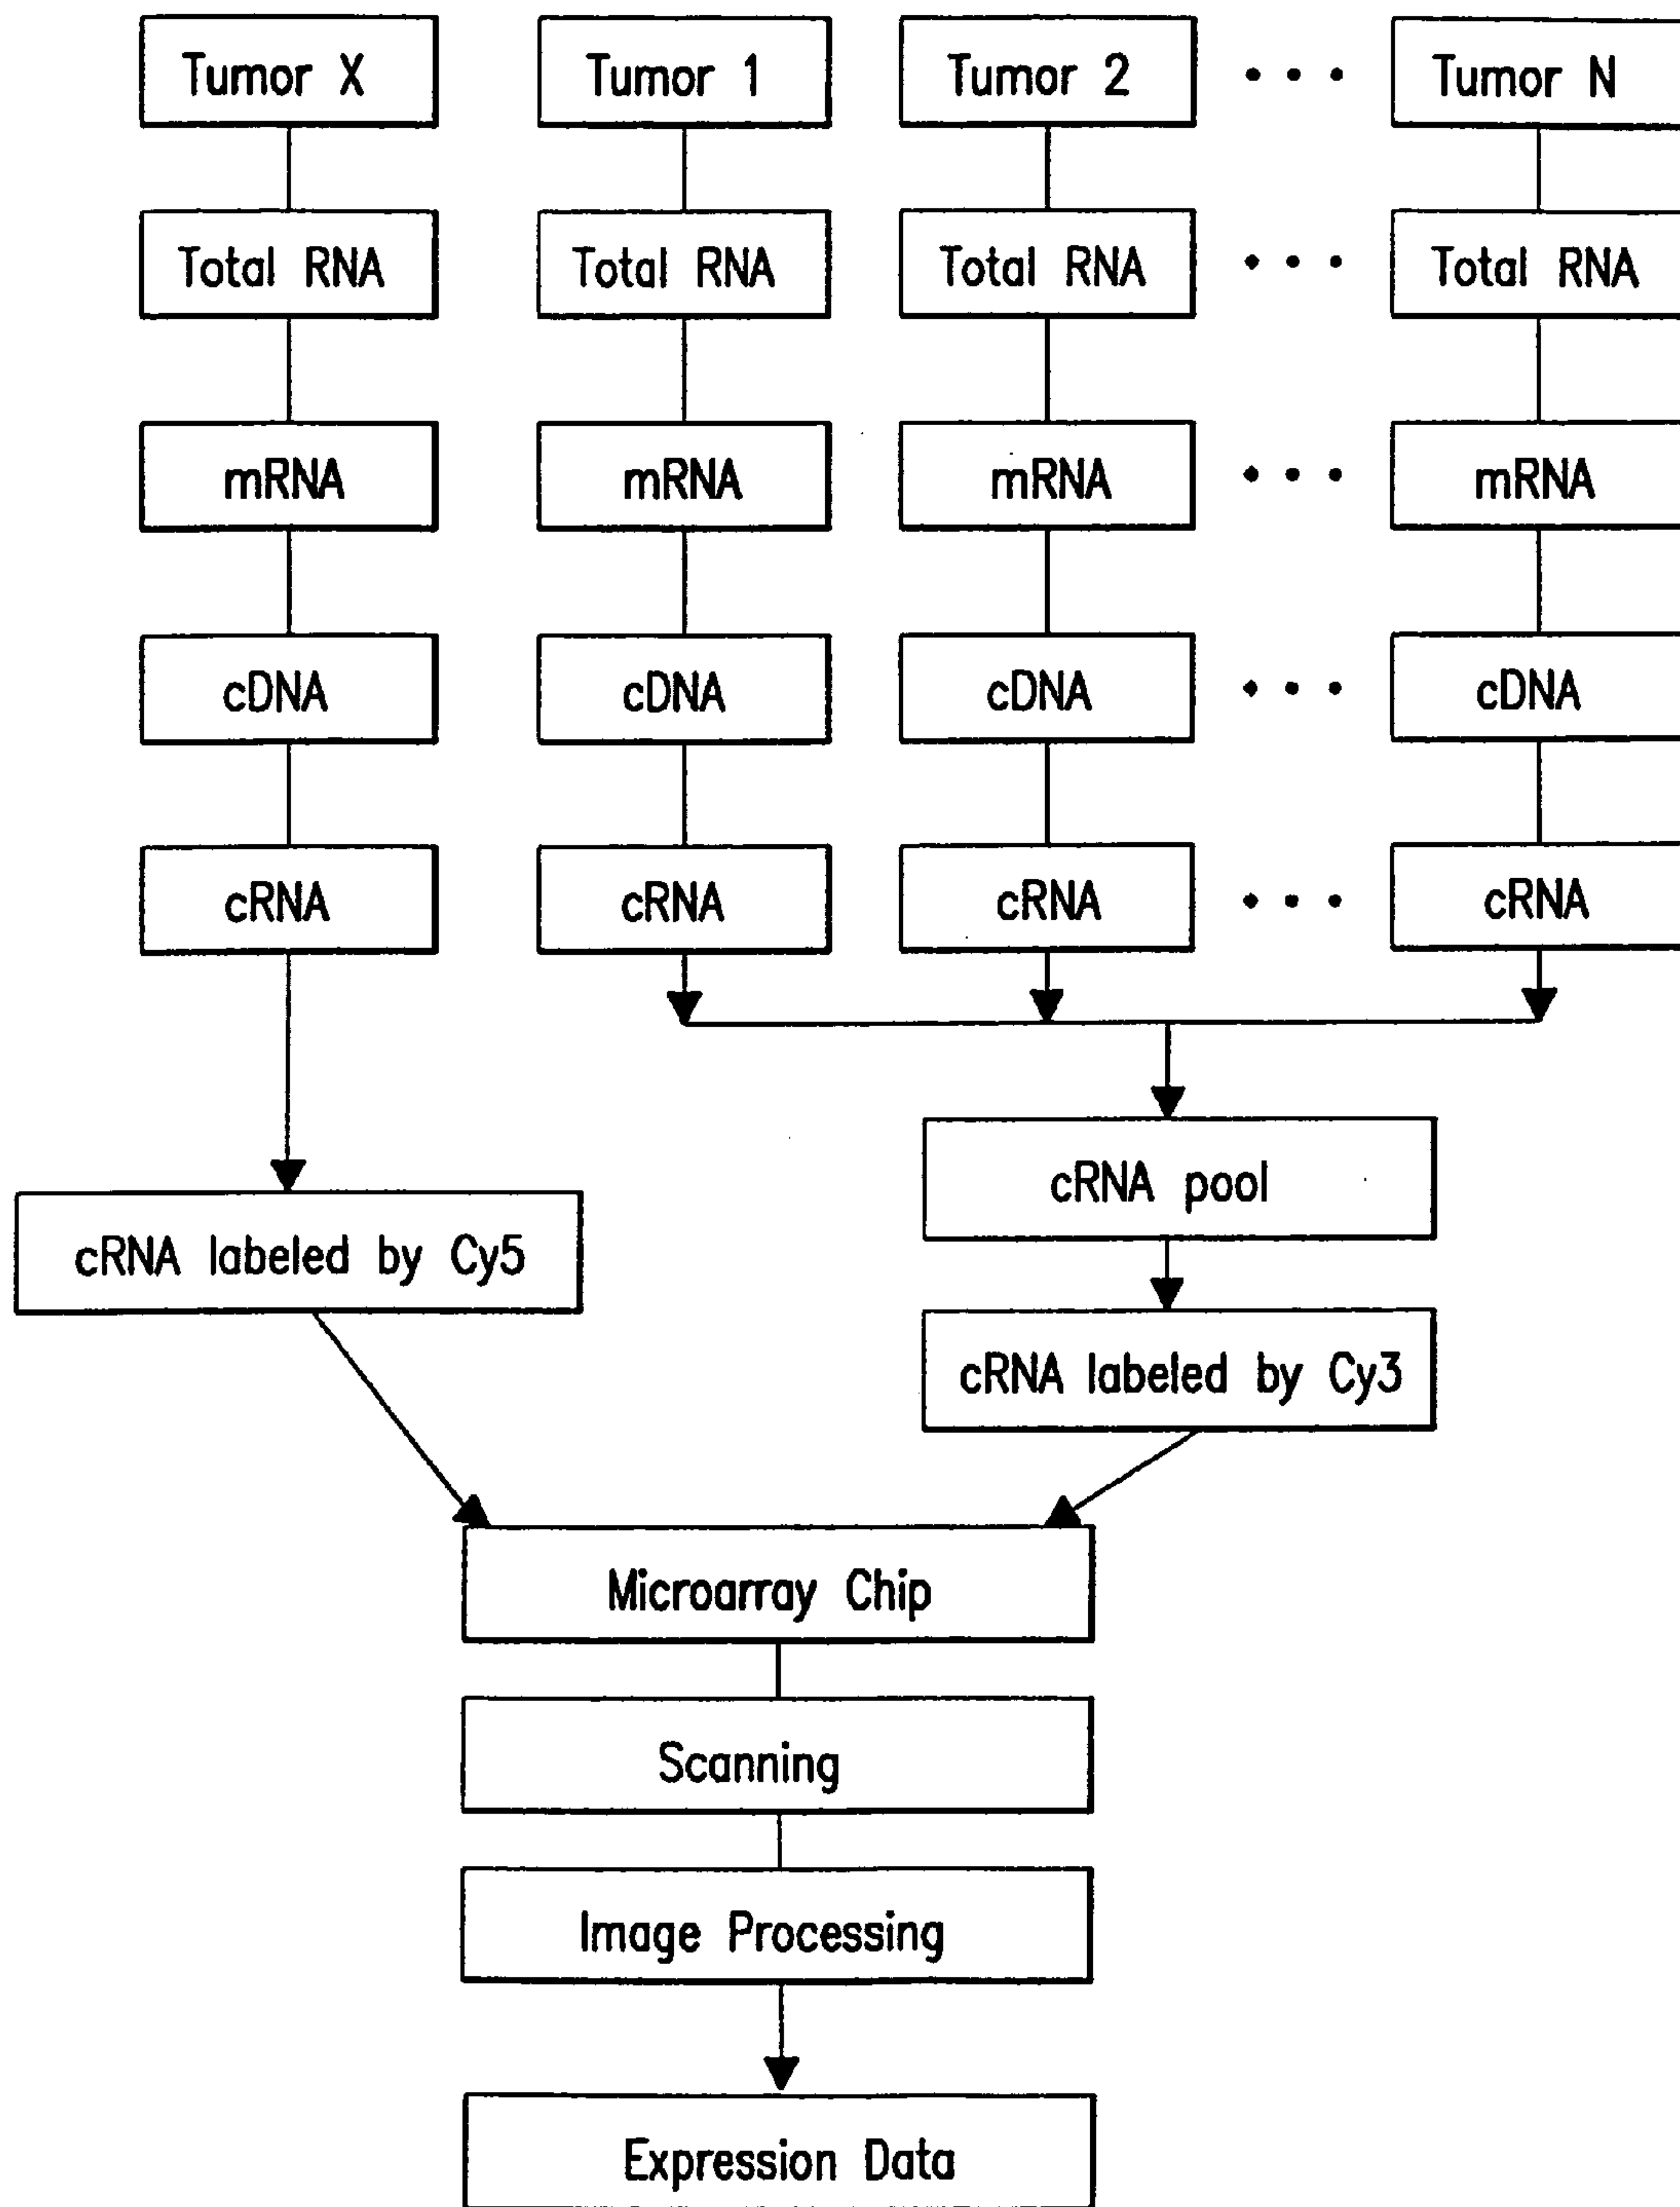 Tumor X Tumor 1 Tumor 2 • • • Tumor N
Total RNA Total RNA Total RNA • • • Total RNA
mRNA mRNA mRNA • • • mRNA
cDNA cDNA cDNA • • • cDNA
cRNA cRNA cRNA • • • cRNA
cRNA pool
cRNA labeled by Cy5
cRNA labeled by Cy3
Microarray Chip
Scanning
Image Processing
Expression Data